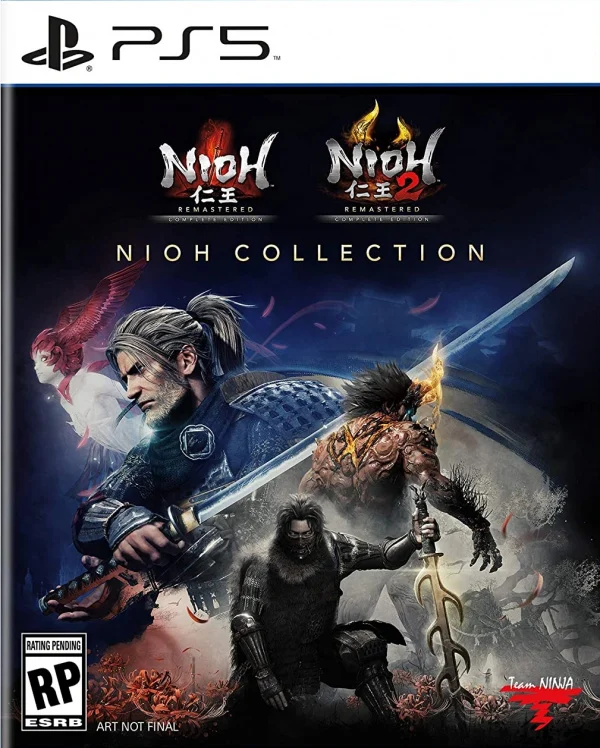 PS5
NIOH
仁王
REMASTERED
COMPLETE EDITION
NIOH
仁王2
REMASTERED
COMPLETE EDITION
NIOH COLLECTION
RATING PENDING
RP
ESRB
ART NOT FINAL
Team NINJA